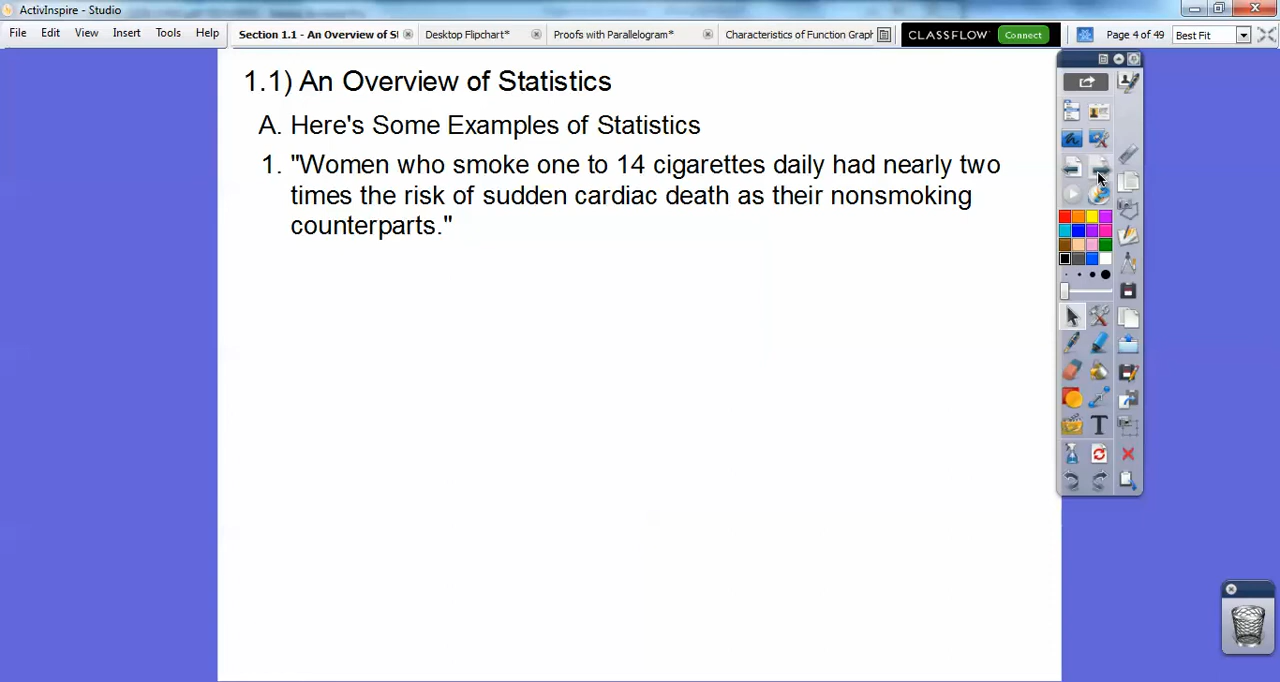 ActivInspire - Studio
File Edit View Insert Tools Help
Section 1.1 - An Overview of St
Desktop Flipchart*
Proofs with Parallelogram*
Characteristics of Function Graph
CLASSFLOW
Connect
Page 4 of 49
Best Fit
1.1) An Overview of Statistics
A. Here's Some Examples of Statistics
1. "Women who smoke one to 14 cigarettes daily had nearly two
times the risk of sudden cardiac death as their nonsmoking
counterparts."